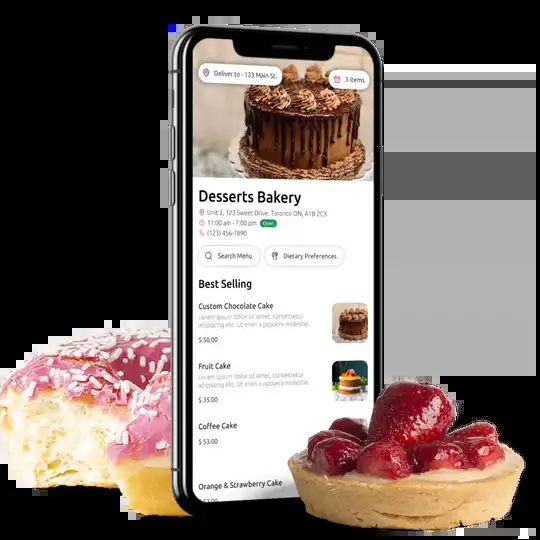 Deliver to - 123 Main St.
3 Items
Desserts Bakery
Unit 3, 123 Sweet Drive, Toronto ON, A1B 2C3
11:00 am - 7:00 pm Open
(123) 456-7890
Search Menu
Dietary Preferences
Best Selling
Custom Chocolate Cake
Lorem ipsum dolor sit amet, consectetur
adipiscing elit. Ut enim a posuere molestie.
$ 50.00
Fruit Cake
Lorem ipsum dolor sit amet, consectetur
adipiscing elit. Ut enim a posuere molestie.
$ 35.00
Coffee Cake
$ 53.00
Orange & Strawberry Cake